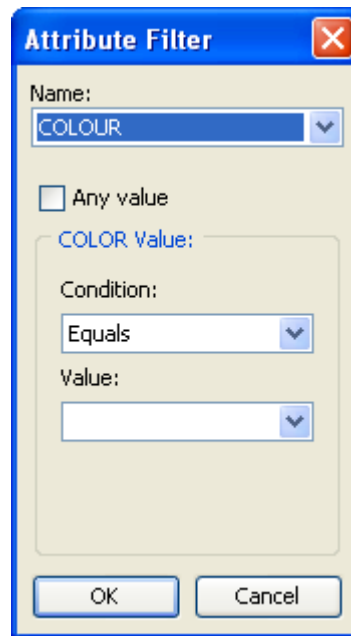 Attribute Filter
Name:
COLOUR
Any value
COLOR Value:
Condition:
Equals
Value:
OK Cancel